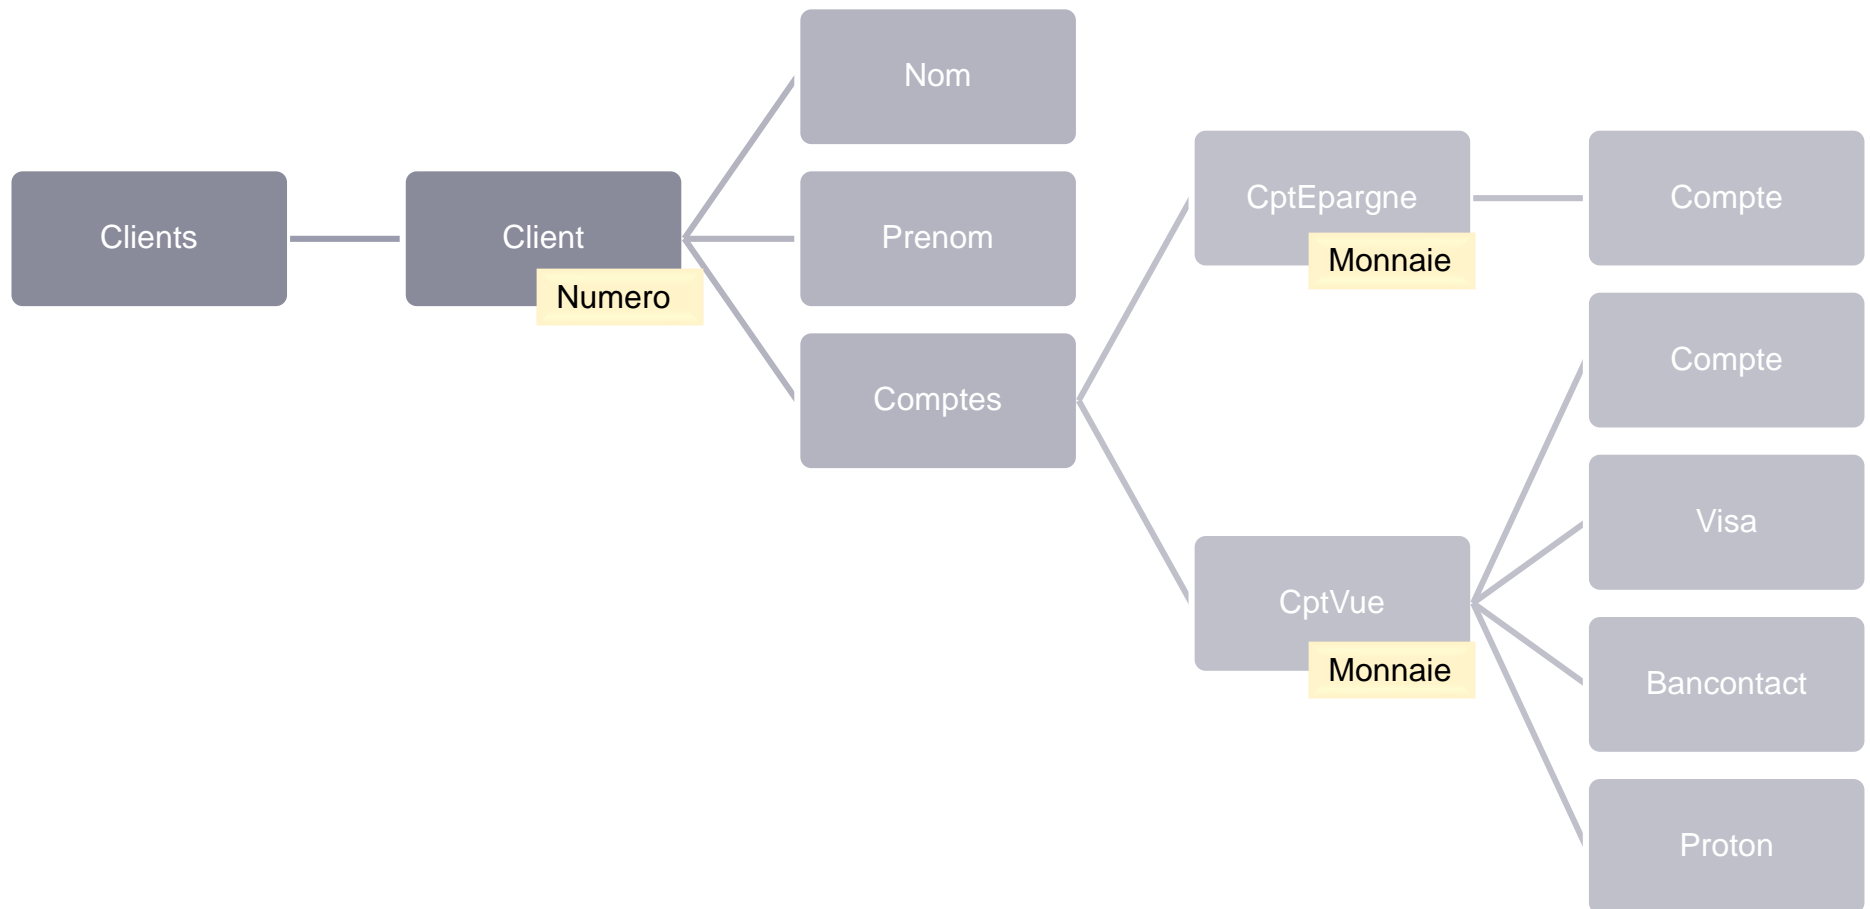 Clients
Client
Numero
Nom
Prenom
Comptes
CptEpargne
Monnaie
Compte
CptVue
Monnaie
Compte
Visa
Bancontact
Proton